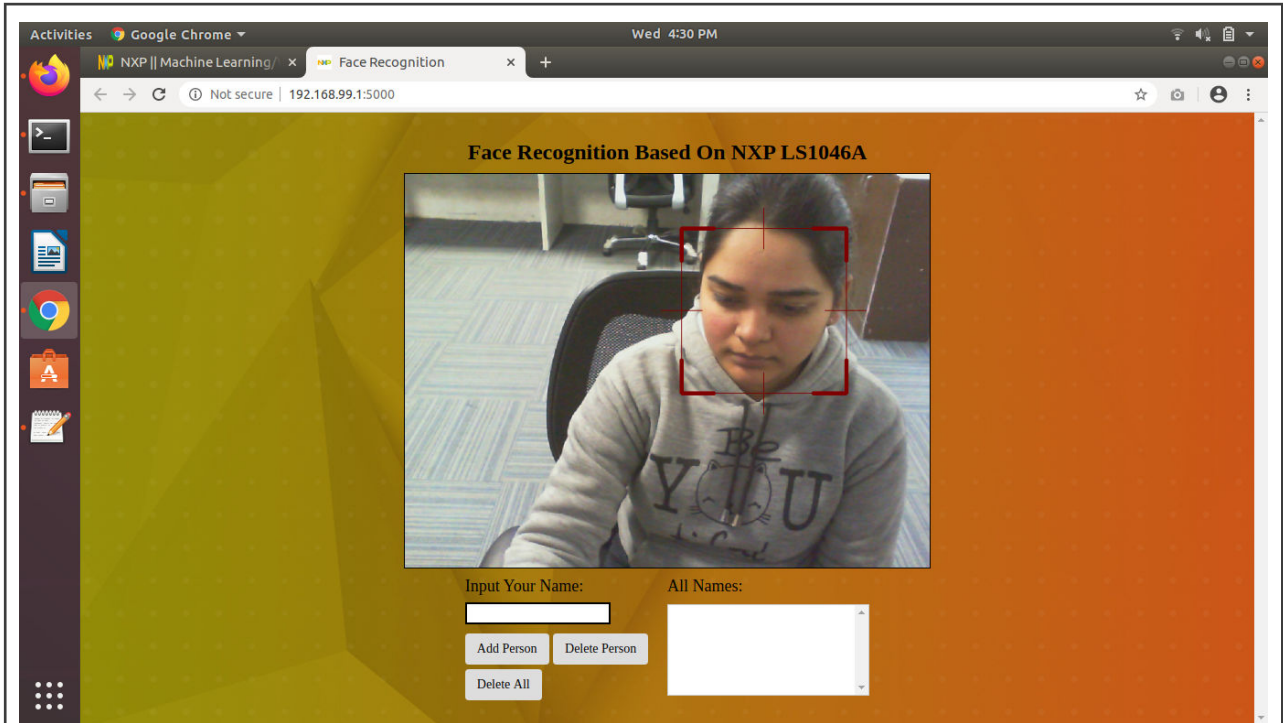 Activities Google Chrome Wed 4:30 PM
NXP || Machine Learning/ Face Recognition
Not secure | 192.168.99.1:5000
Face Recognition Based On NXP LS1046A
Be
YOU
Input Your Name: All Names:
Add Person Delete Person
Delete All